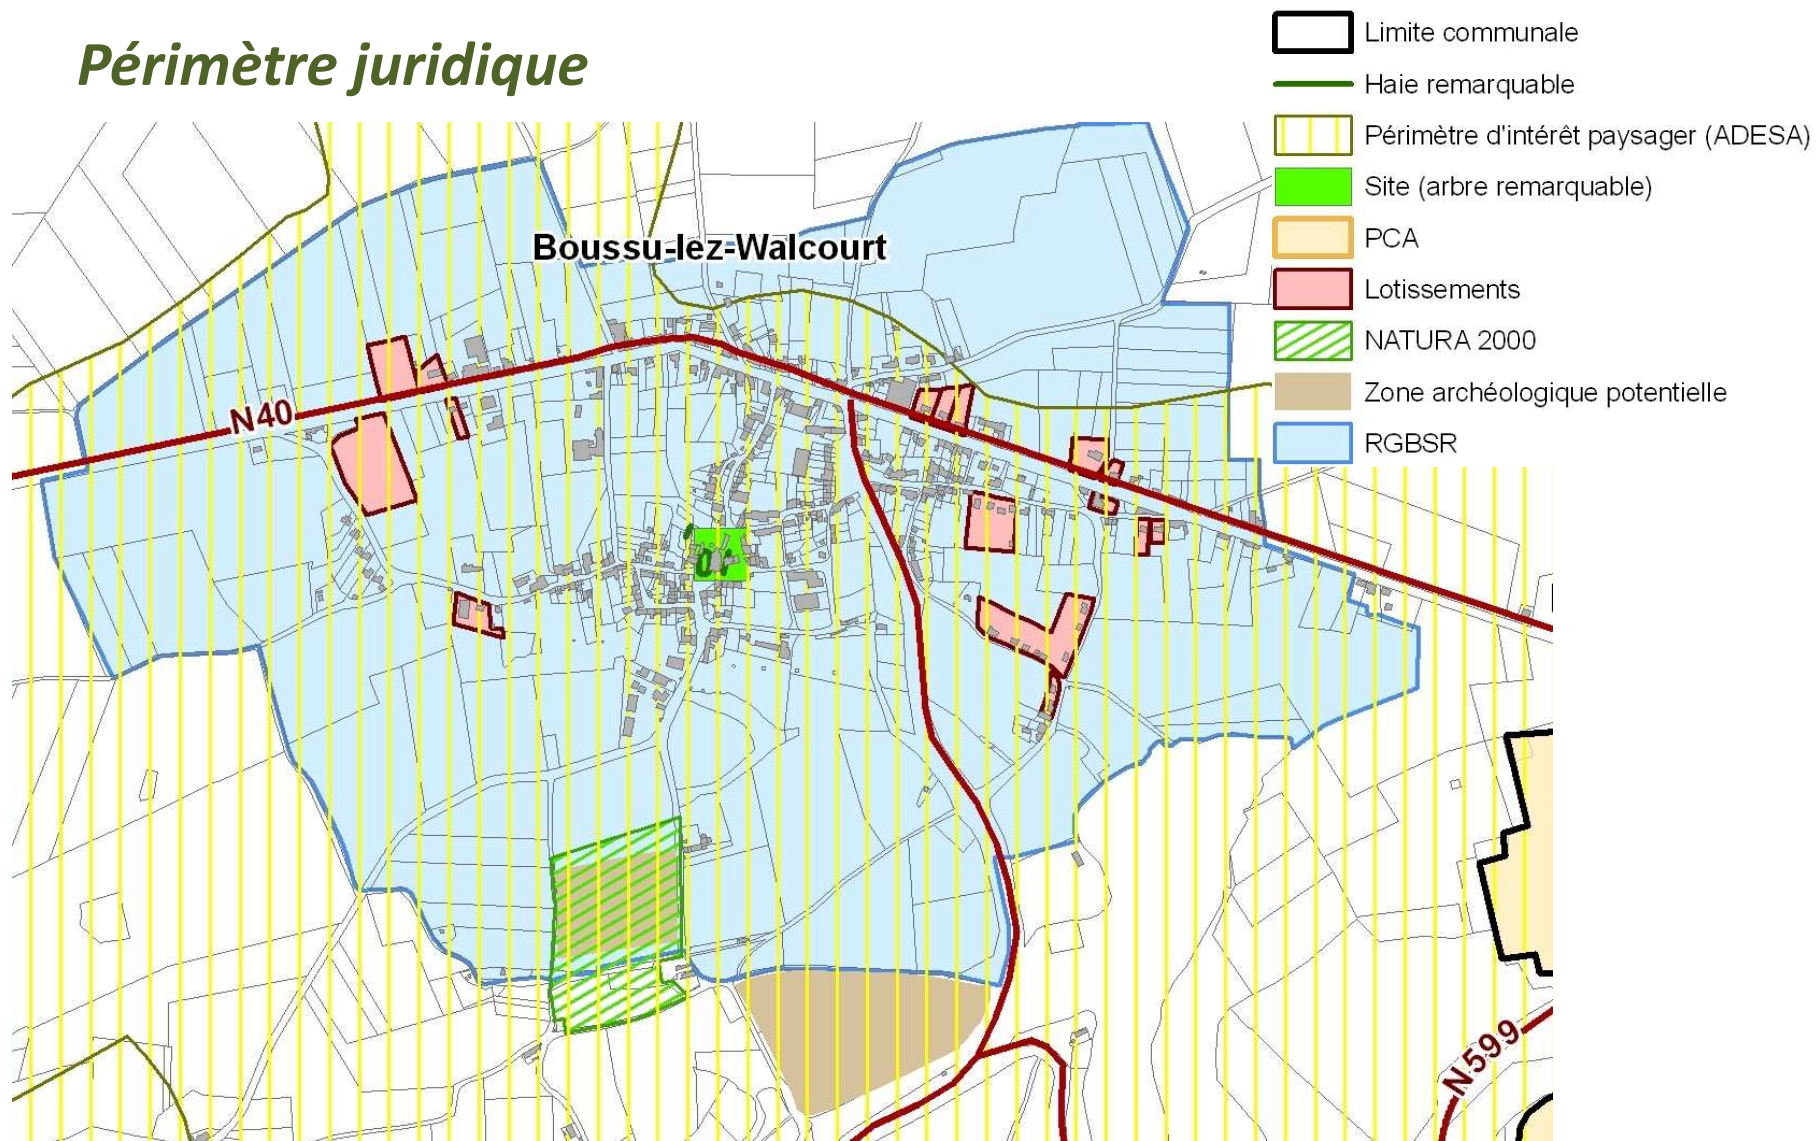 Périmètre juridique
Limite communale
Haie remarquable
Périmètre d'intérêt paysager (ADESA)
Site (arbre remarquable)
PCA
Lotissements
NATURA 2000
Zone archéologique potentielle
RGBSR
Boussu-lez-Walcourt
N40
N599